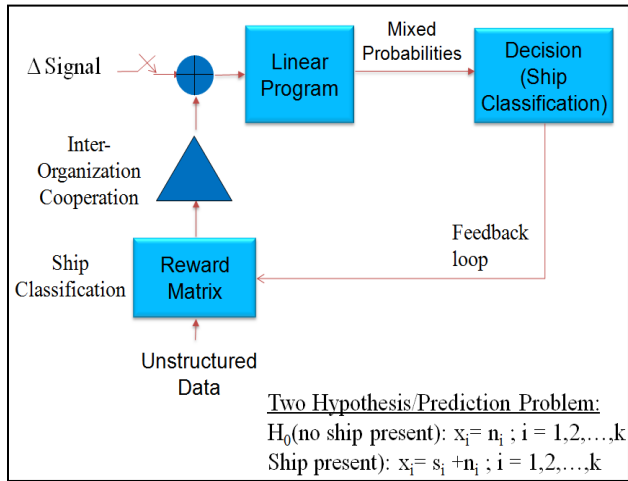 Δ Signal
Linear
Program
Mixed
Probabilities
Decision
(Ship
Classification)
Inter-
Organization
Cooperation
Feedback
loop
Ship
Classification
Reward
Matrix
Unstructured
Data
Two Hypothesis/Prediction Problem:
H₀(no ship present): xᵢ= nᵢ ; i = 1,2,…,k
Ship present): xᵢ= sᵢ +nᵢ ; i = 1,2,…,k